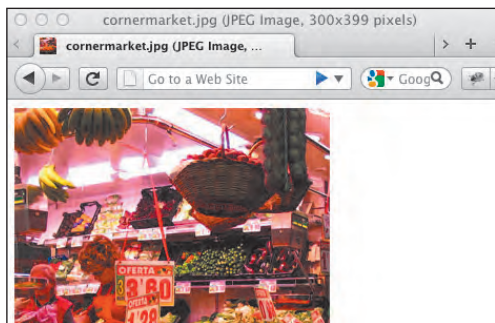 cornermarket.jpg (JPEG Image, 300x399 pixels)
cornermarket.jpg (JPEG Image, ...
Go to a Web Site
Goog
OFERTA
3'80
OFERTA
1'28